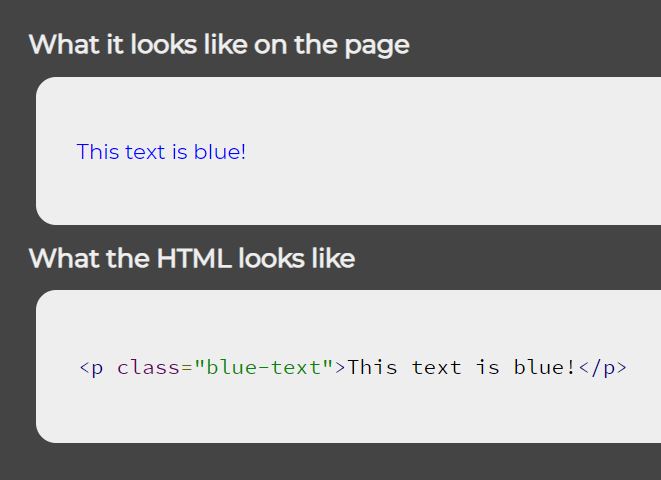 What it looks like on the page
This text is blue!
What the HTML looks like
<p class="blue-text">This text is blue!</p>